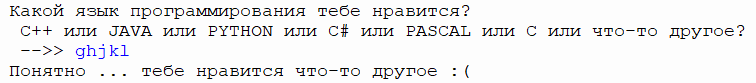 Какой язык программирования тебе нравится?
C++ или JAVA или PYTHON или C# или PASCAL или C или что-то другое?
-->> ghjkl
Понятно ... тебе нравится что-то другое :(